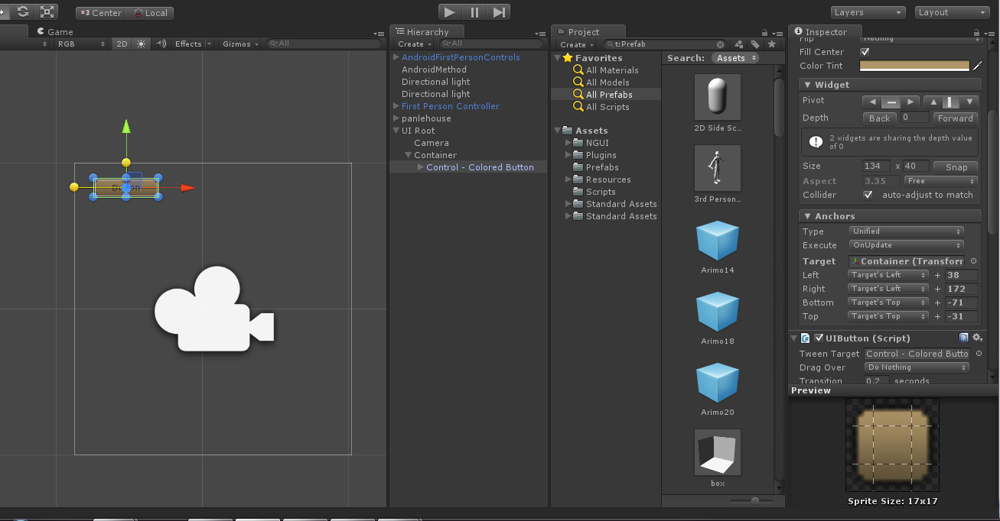 Center Local Layers Layout
Game
RGB 2D Effects Gizmos All
Hierarchy
Create All
AndroidFirstPersonControls
AndroidMethod
Directional light
Directional light
First Person Controller
panlehouse
UI Root
Camera
Container
Control - Colored Button
Button
Project
Create t:Prefab
Favorites
All Materials
All Models
All Prefabs
All Scripts
Assets
NGUI
Plugins
Prefabs
Resources
Scripts
Standard Assets
Standard Assets
Search: Assets
2D Side Sc...
3rd Person...
Arimo14
Arimo18
Arimo20
box
Inspector
Flip Nothing
Fill Center
Color Tint
Widget
Pivot
Depth Back 0 Forward
2 widgets are sharing the depth value
of 0
Size 134 x 40 Snap
Aspect 3.35 Free
Collider auto-adjust to match
Anchors
Type Unified
Execute OnUpdate
Target Container (Transforr
Left Target's Left + 38
Right Target's Left + 172
Bottom Target's Top + -71
Top Target's Top + -31
UIButton (Script)
Tween Target Control - Colored Butto
Drag Over Do Nothing
Transition 0.2 seconds
Preview
Sprite Size: 17x17